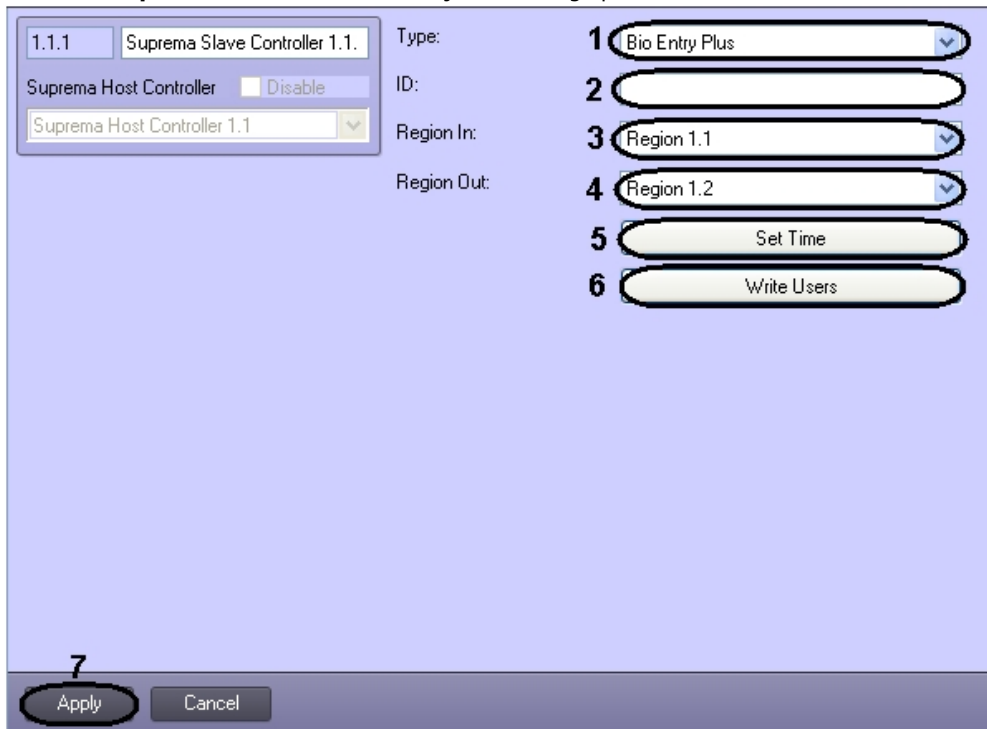 1.1.1 Suprema Slave Controller 1.1.
Suprema Host Controller Disable
Suprema Host Controller 1.1
Type: 1 Bio Entry Plus
ID: 2
Region In: 3 Region 1.1
Region Out: 4 Region 1.2
5 Set Time
6 Write Users
7
Apply Cancel